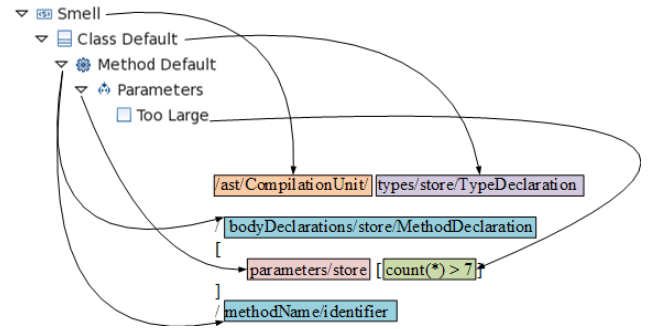 Smell
Class Default
Method Default
Parameters
Too Large
/ast/CompilationUnit/ types/store/TypeDeclaration
/ bodyDeclarations/store/MethodDeclaration
[
parameters/store [count(*) > 7]
]
/ methodName/identifier